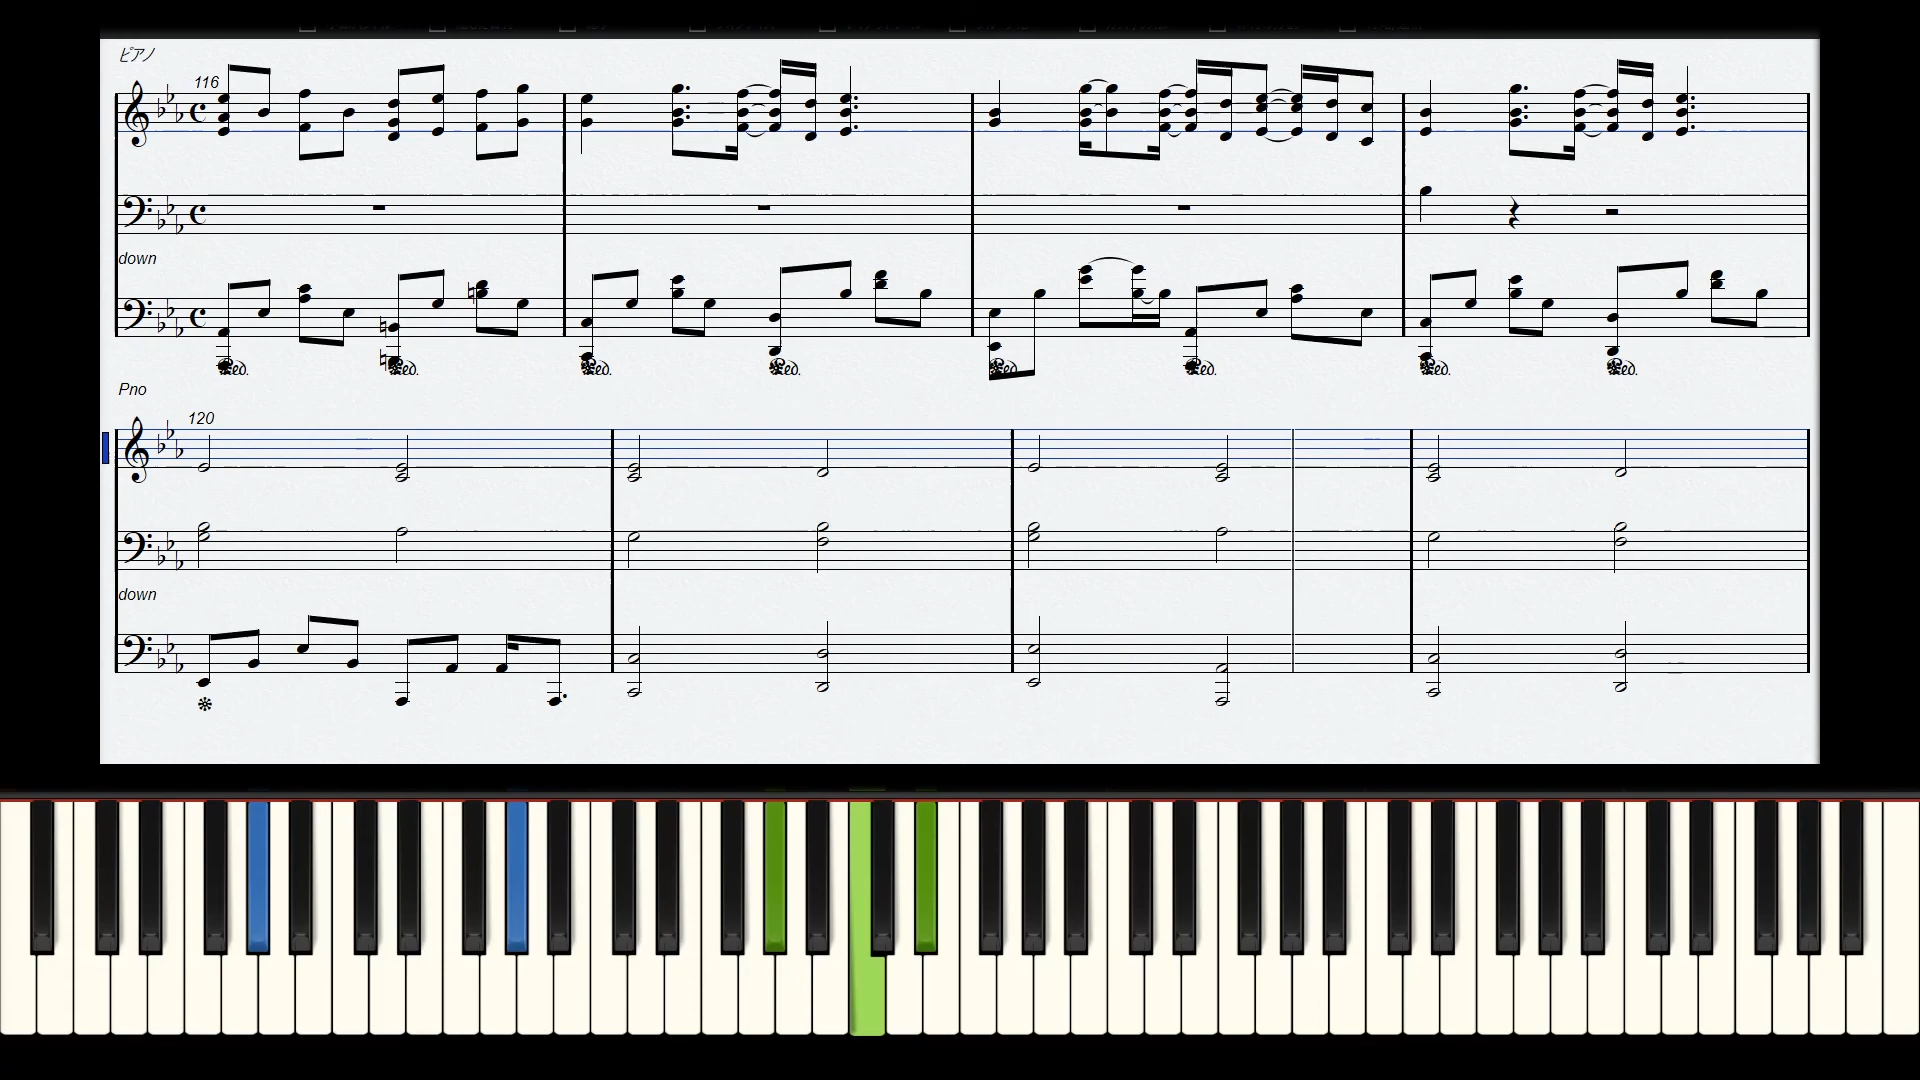 ピアノ
116
down
Ped. Ped. Ped. Ped. Ped. Ped. Ped. Ped.
Pno
120
down